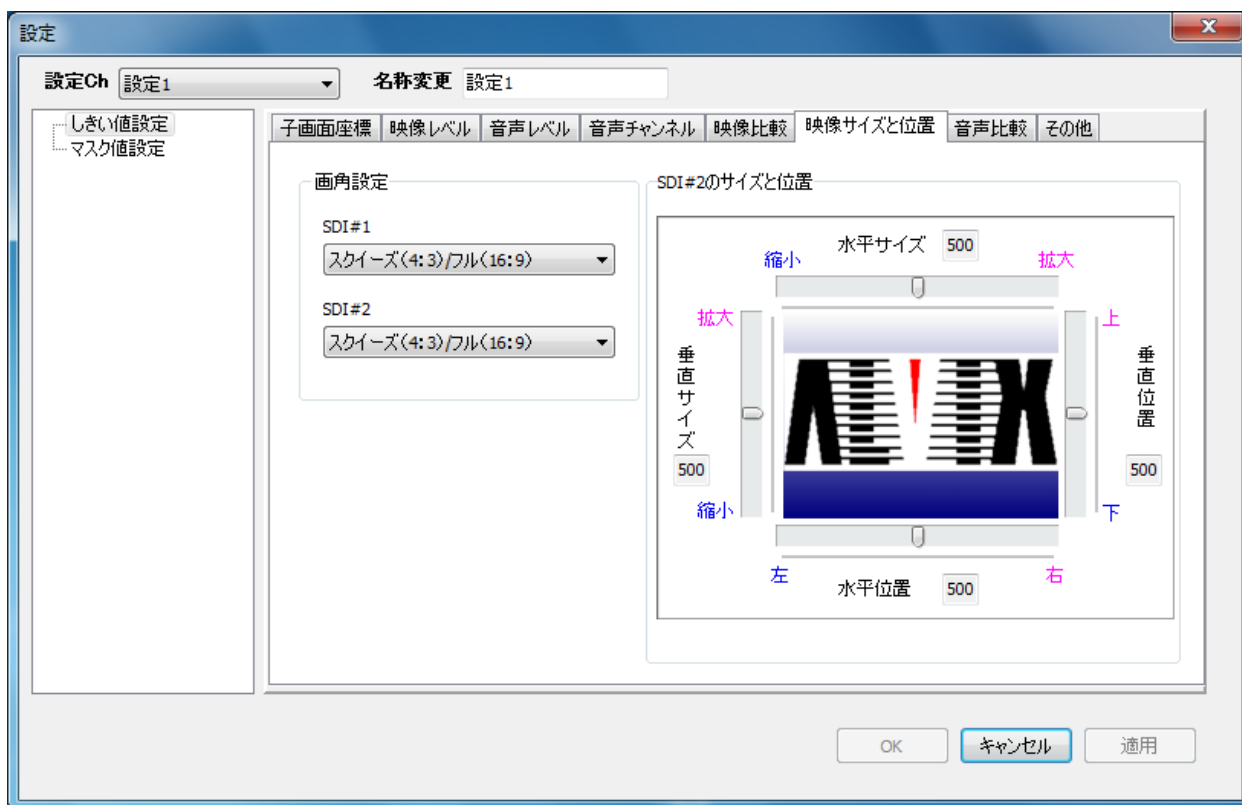 設定
設定Ch 設定1 名称変更 設定1
しきい値設定
マスク値設定
子画面座標 映像レベル 音声レベル 音声チャンネル 映像比較 映像サイズと位置 音声比較 その他
画角設定
SDI#1
スクイーズ(4:3)/フル(16:9)
SDI#2
スクイーズ(4:3)/フル(16:9)
SDI#2のサイズと位置
水平サイズ 500
縮小 拡大
拡大
垂直サイズ
500
縮小
上
垂直位置
500
下
左 右
水平位置 500
OK キャンセル 適用